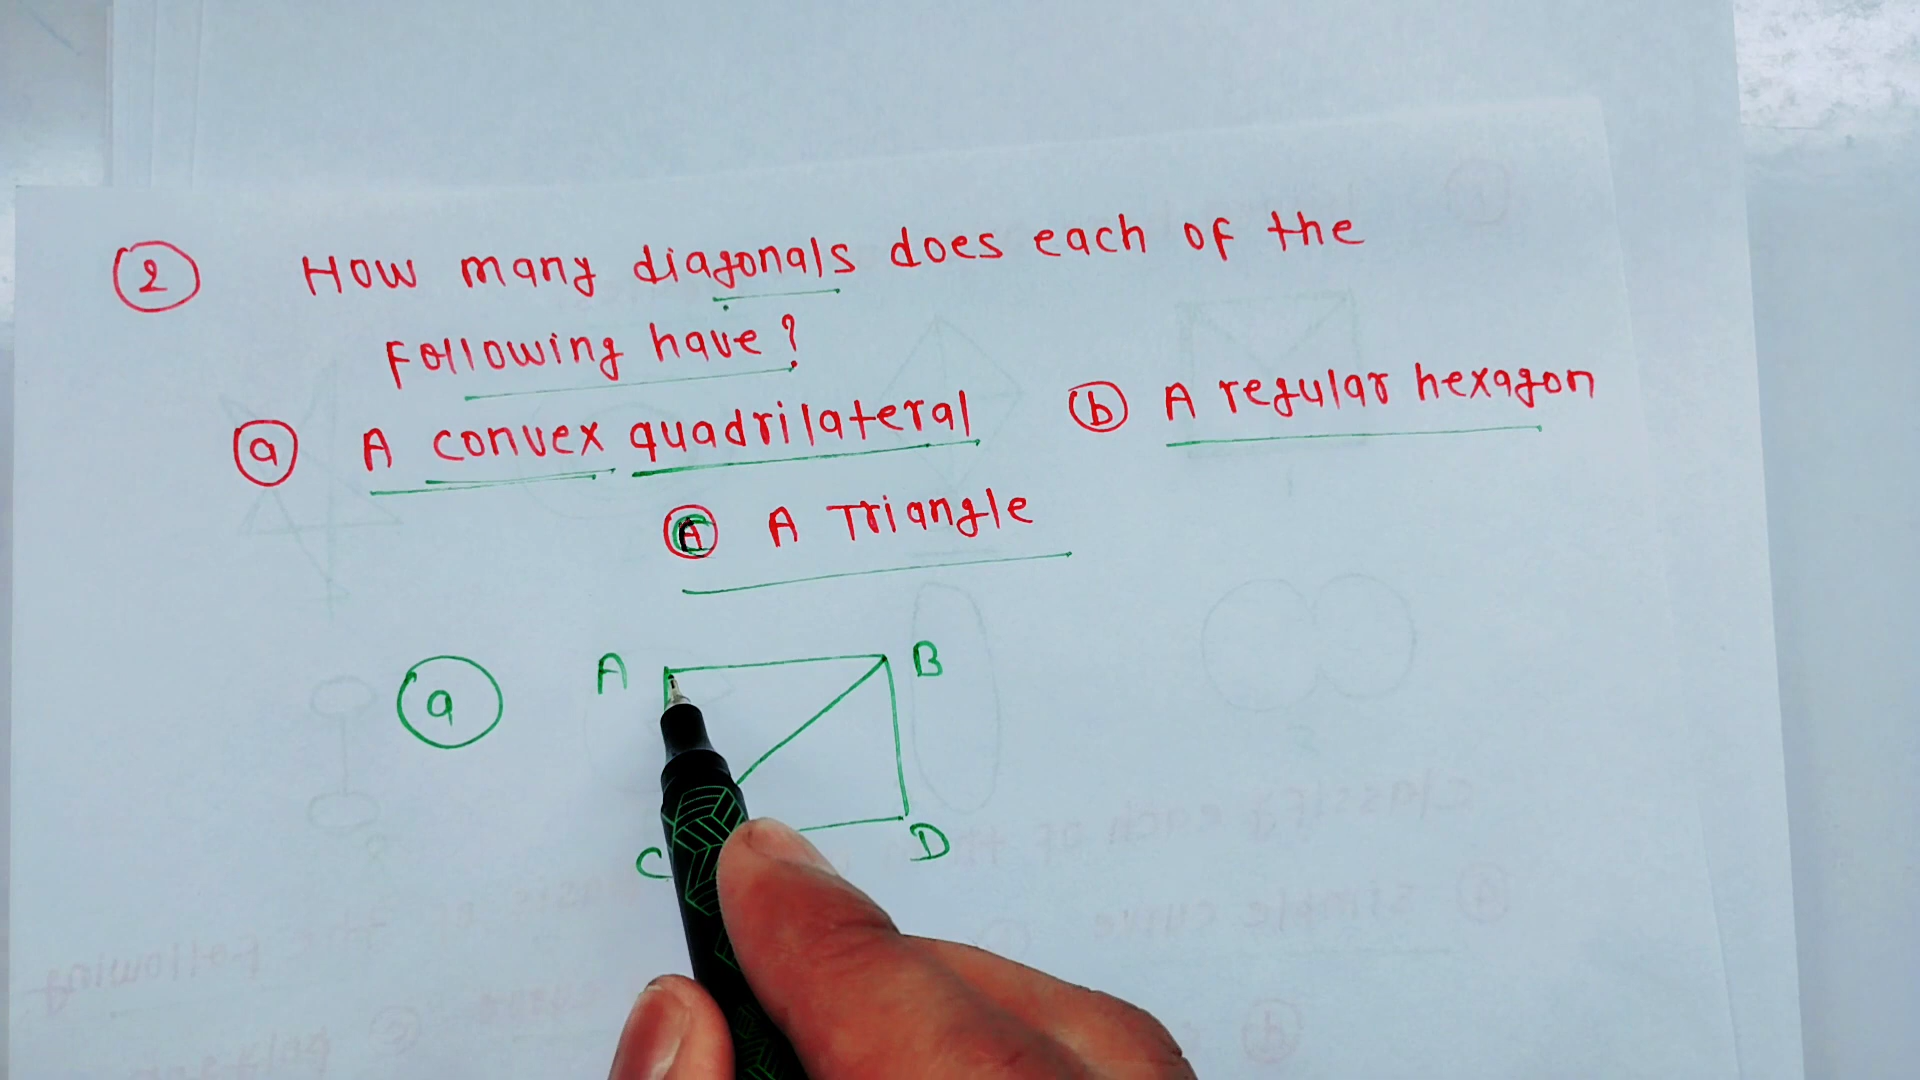 2 How many diagonals does each of the
following have?
a A convex quadrilateral b A regular hexagon
A Triangle
a A B
C D